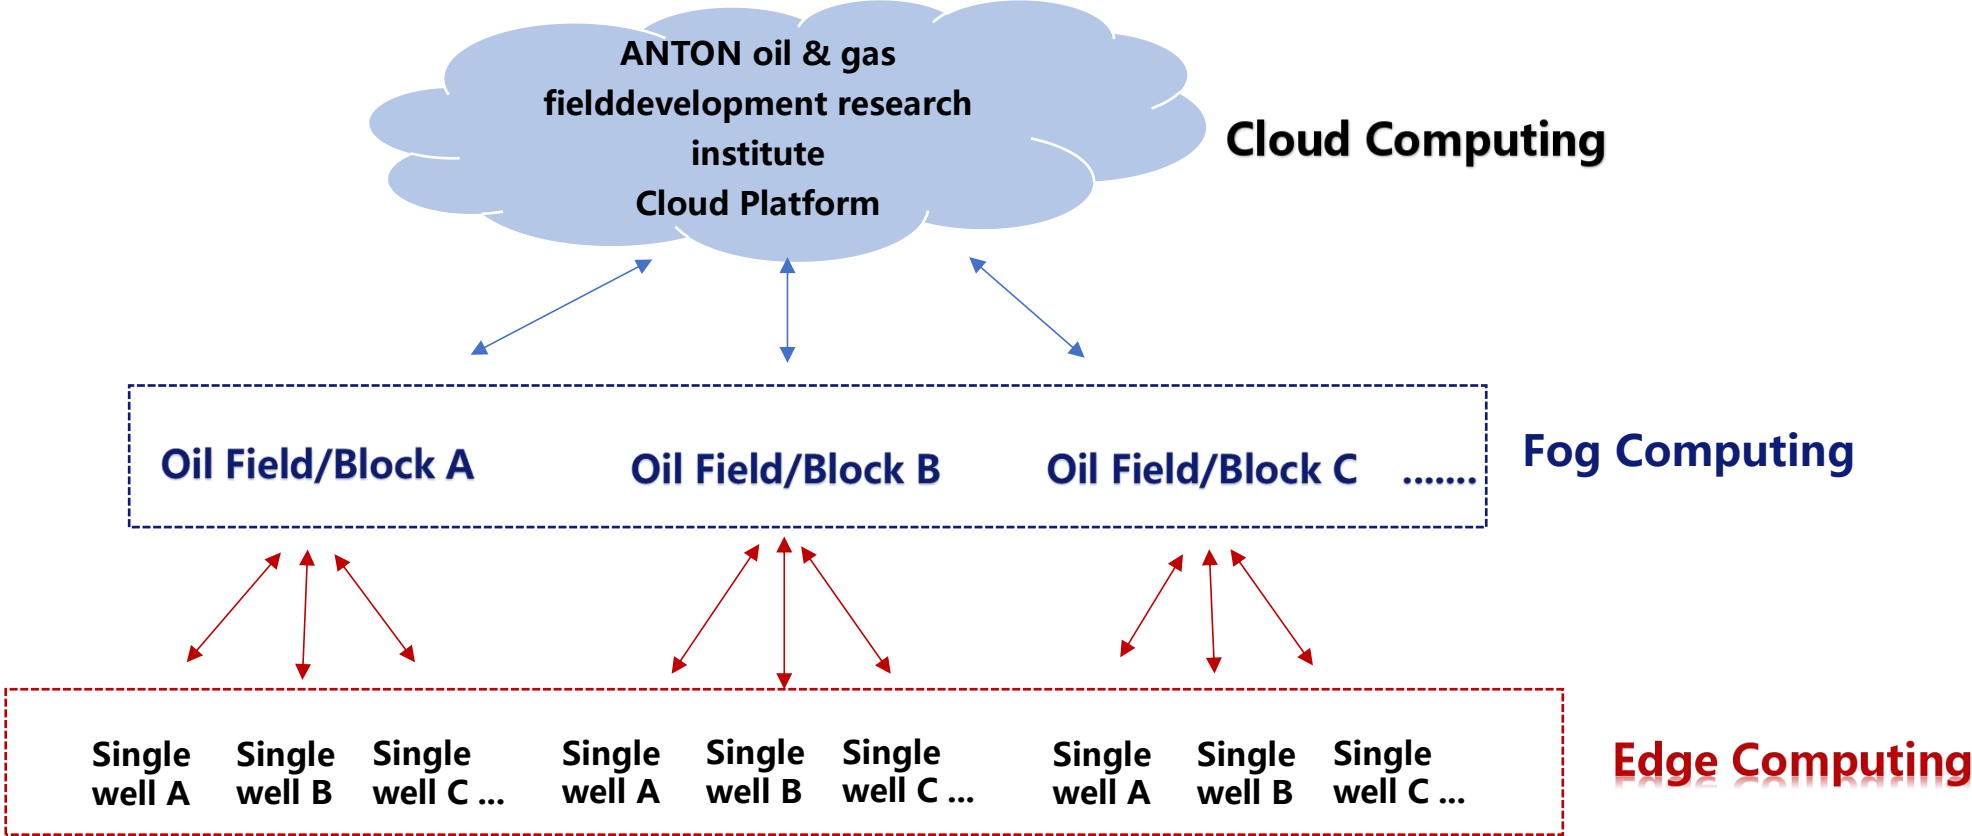 ANTON oil & gas
fielddevelopment research
institute
Cloud Platform
Cloud Computing
Oil Field/Block A
Oil Field/Block B
Oil Field/Block C
.......
Fog Computing
Single
well A
Single
well B
Single
well C ...
Single
well A
Single
well B
Single
well C ...
Single
well A
Single
well B
Single
well C ...
Edge Computing